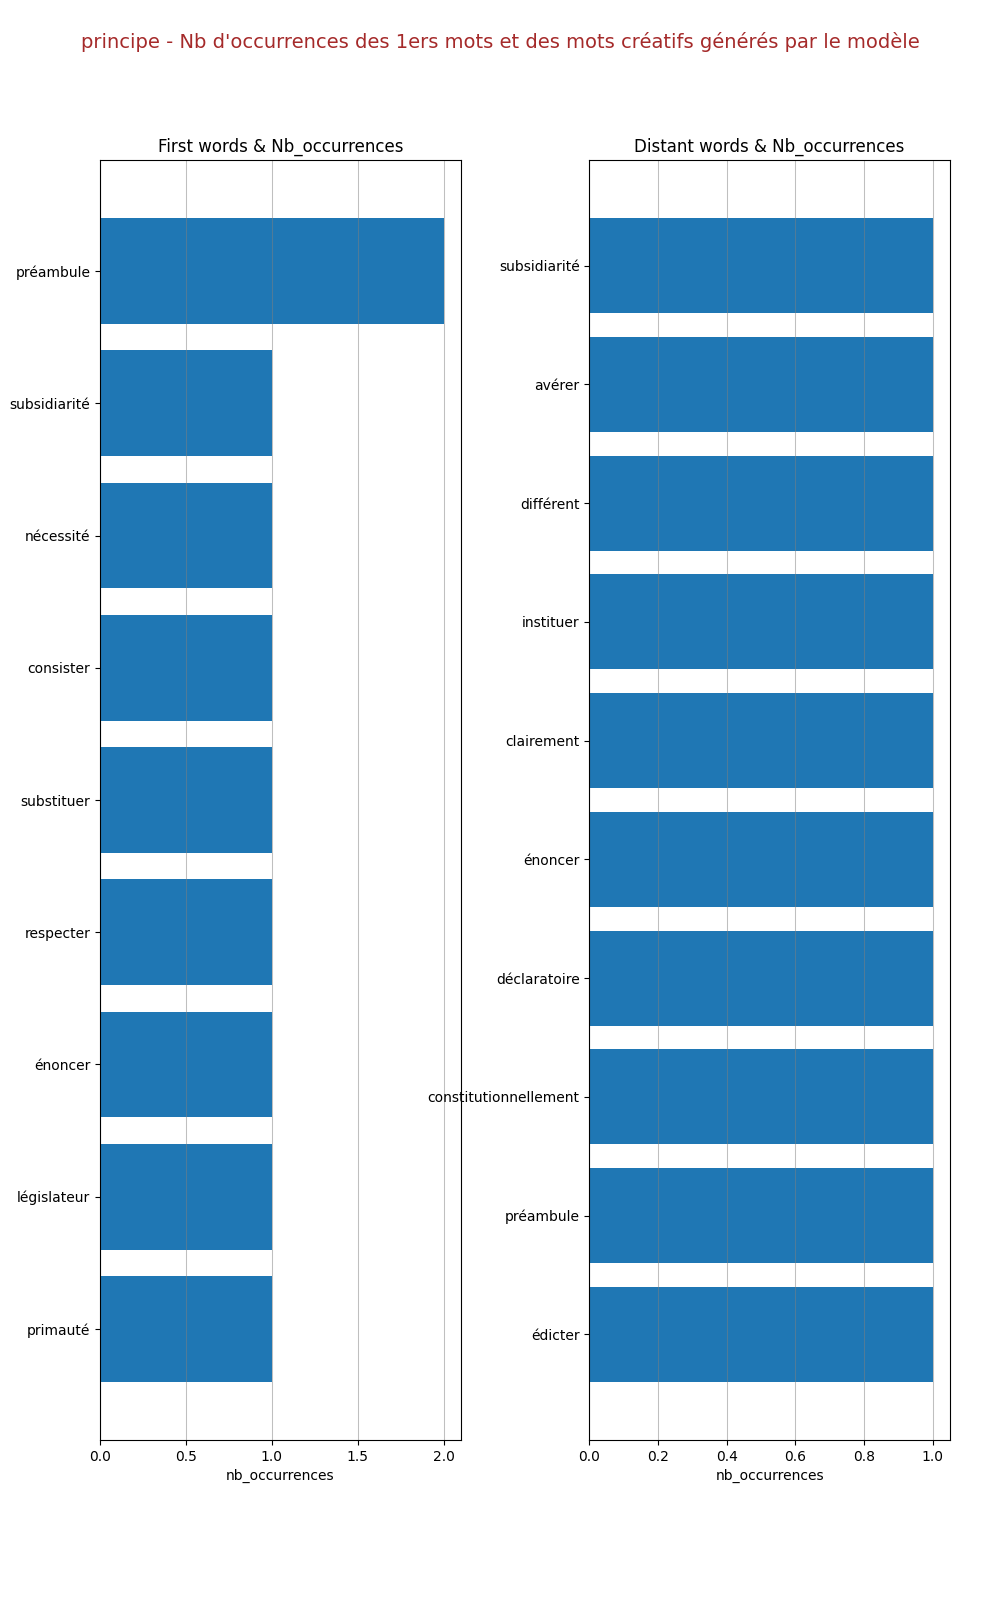 principe - Nb d'occurrences des 1ers mots et des mots créatifs générés par le modèle
First words & Nb_occurrences
préambule
subsidiarité
nécessité
consister
substituer
respecter
énoncer
législateur
primauté
0.0 0.5 1.0 1.5 2.0
nb_occurrences
Distant words & Nb_occurrences
subsidiarité
avérer
différent
instituer
clairement
énoncer
déclaratoire
constitutionnellement
préambule
édicter
0.0 0.2 0.4 0.6 0.8 1.0
nb_occurrences